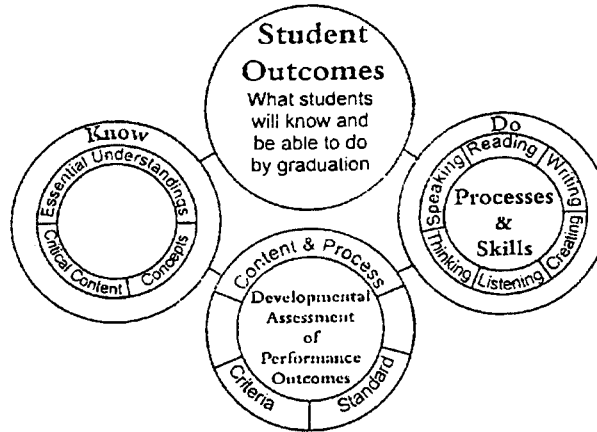 Student
Outcomes
What students
will know and
be able to do
by graduation
Know
Essential Understandings
Critical Content
Concepts
Do
Speaking
Reading
Writing
Thinking
Listening
Creating
Processes
&
Skills
Content & Process
Developmental
Assessment
of
Performance
Outcomes
Criteria
Standard